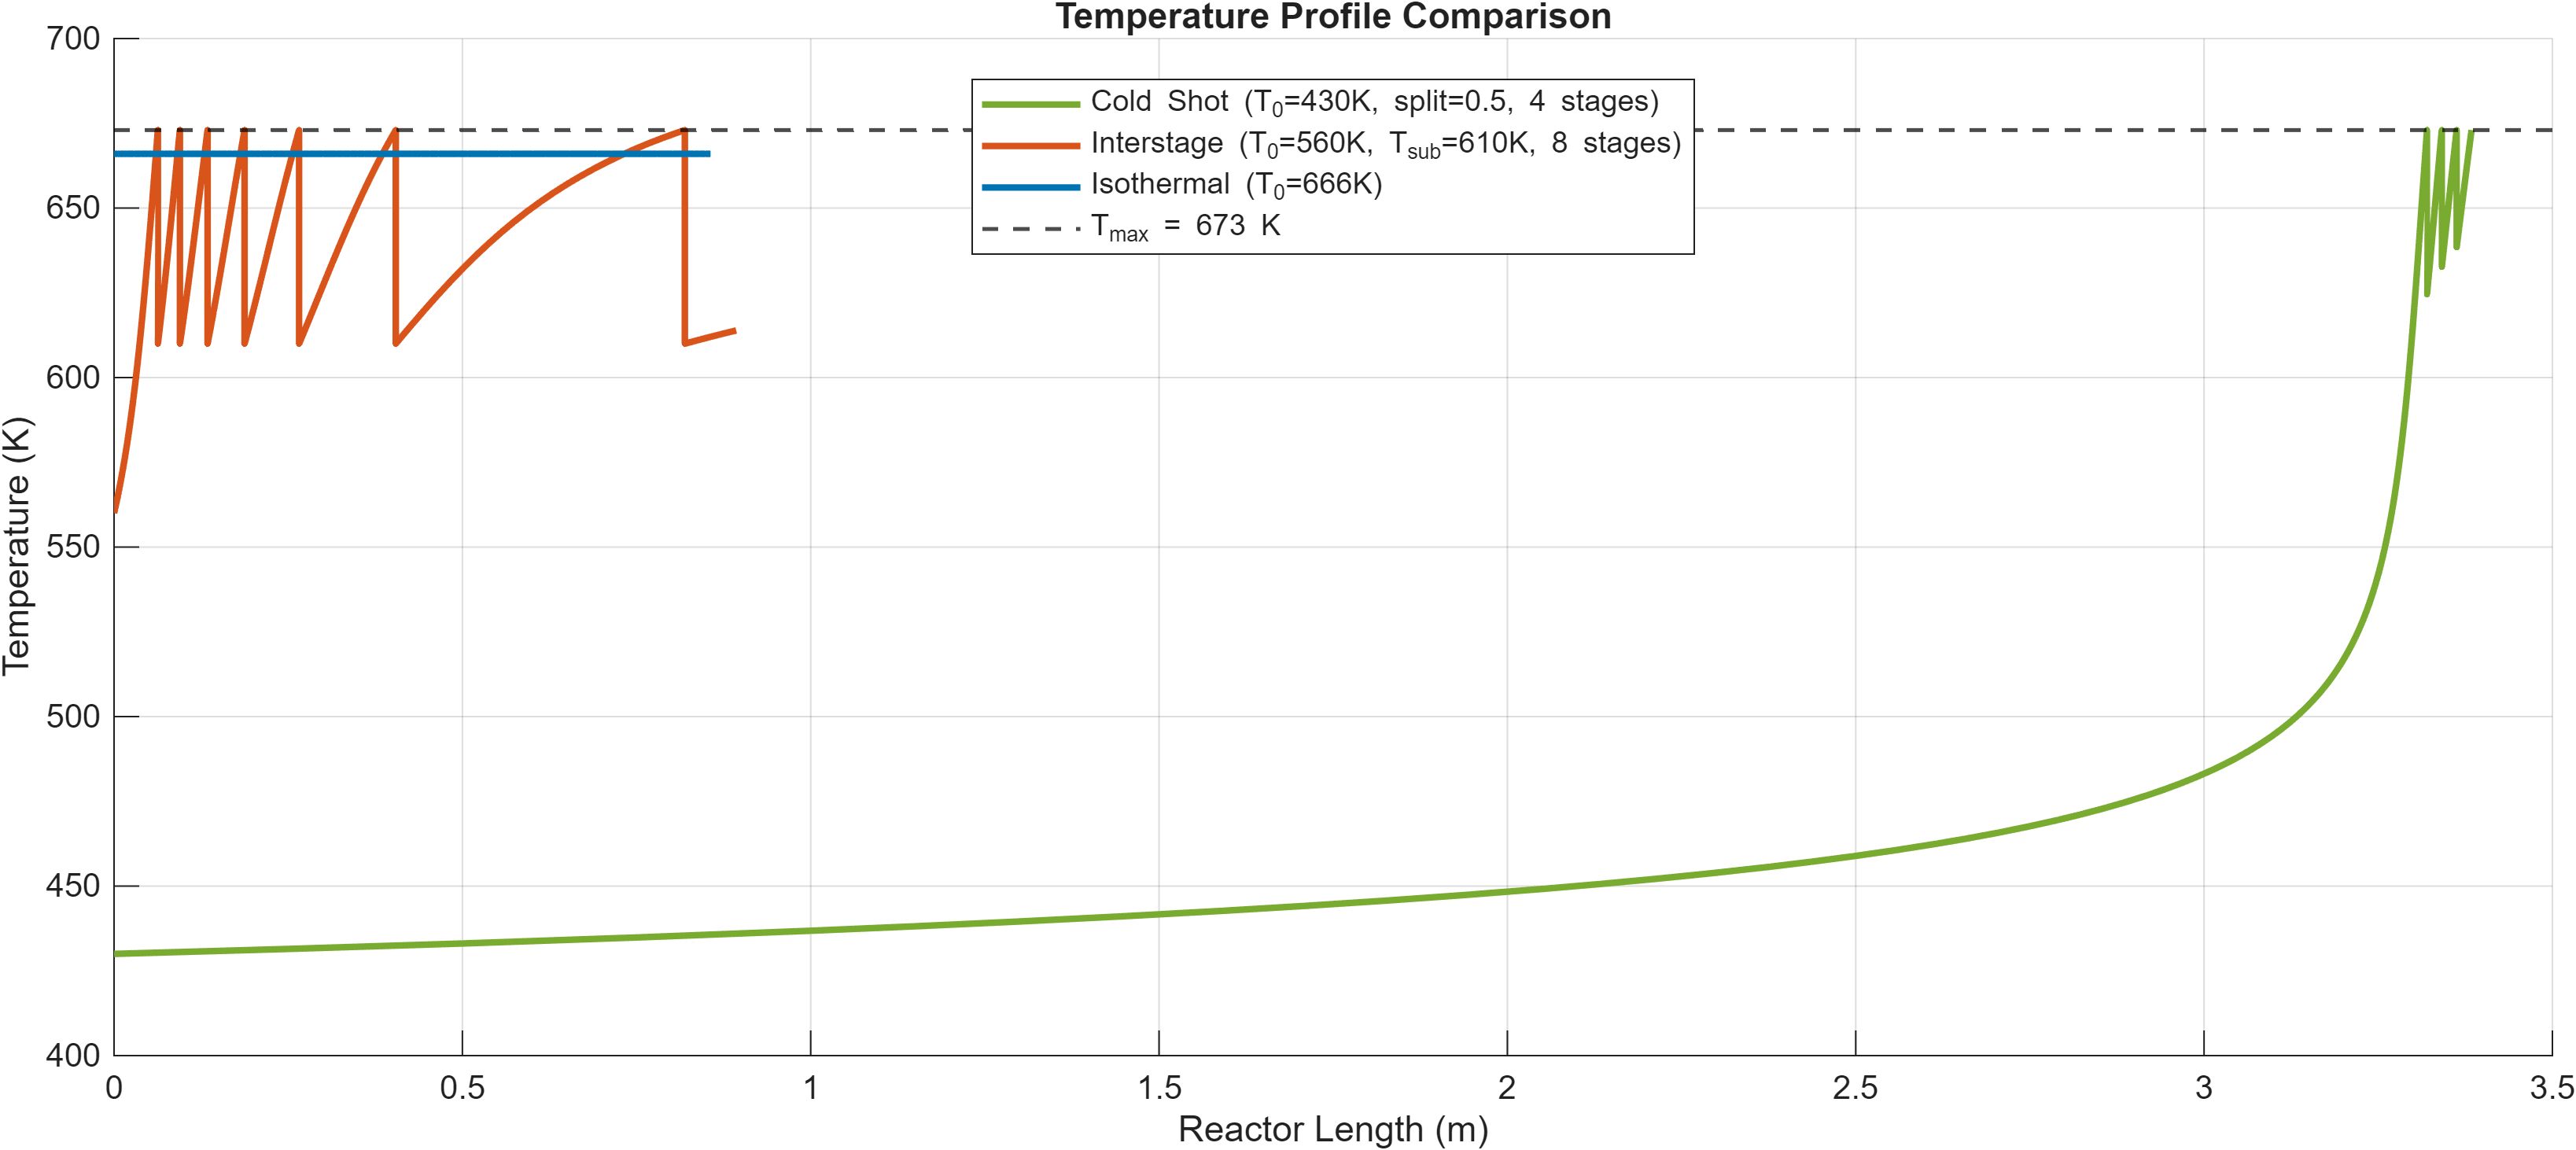 Temperature Profile Comparison
700
650
600
550
500
450
400
Temperature (K)
Cold Shot (T0=430K, split=0.5, 4 stages)
Interstage (T0=560K, Tsub=610K, 8 stages)
Isothermal (T0=666K)
Tmax = 673 K
0 0.5 1 1.5 2 2.5 3 3.5
Reactor Length (m)